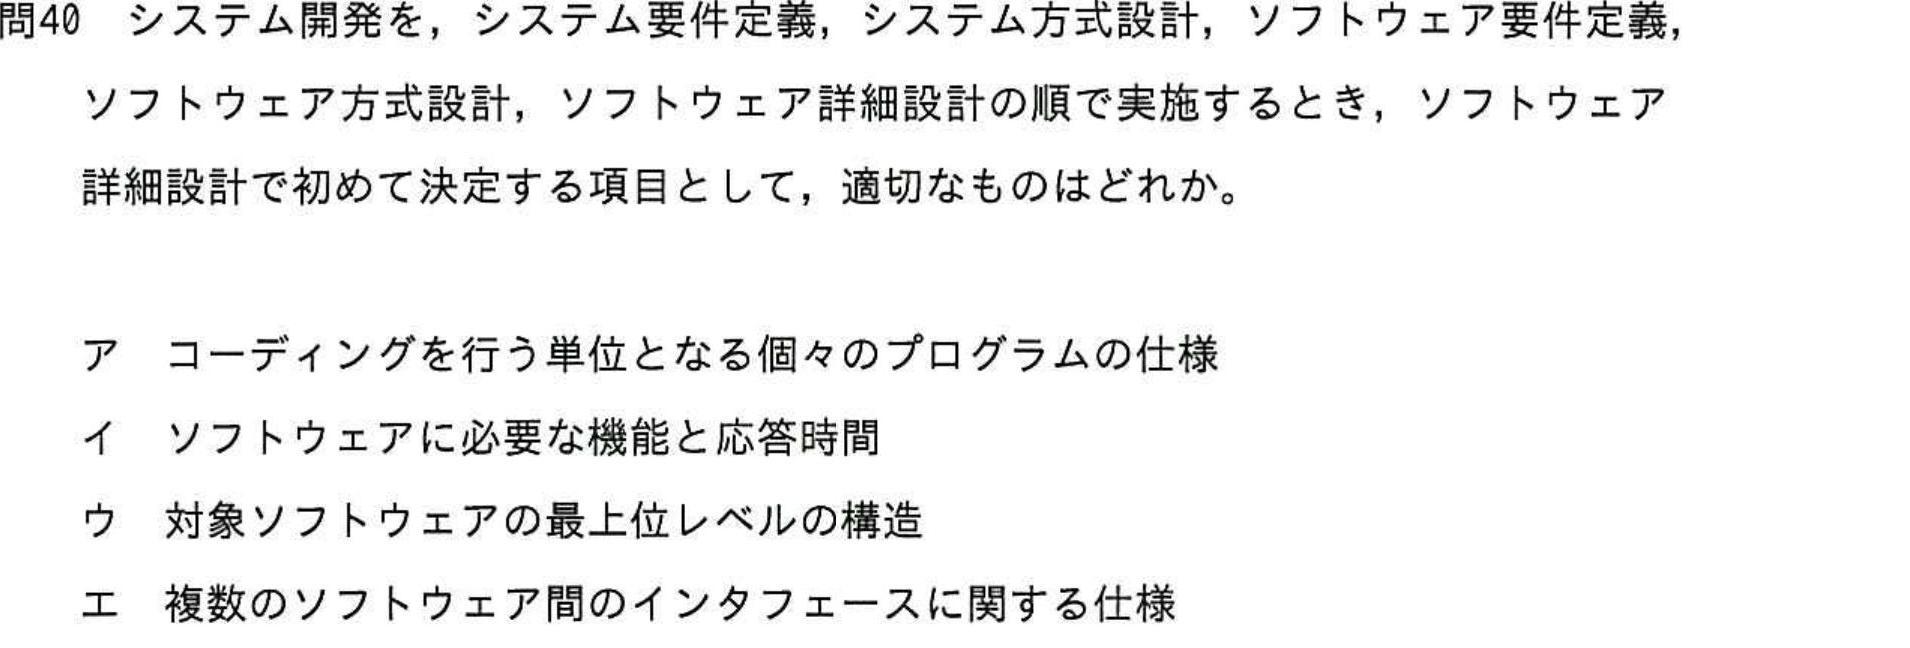 問40　システム開発を，システム要件定義，システム方式設計，ソフトウェア要件定義，
ソフトウェア方式設計，ソフトウェア詳細設計の順で実施するとき，ソフトウェア
詳細設計で初めて決定する項目として，適切なものはどれか。
ア　コーディングを行う単位となる個々のプログラムの仕様
イ　ソフトウェアに必要な機能と応答時間
ウ　対象ソフトウェアの最上位レベルの構造
エ　複数のソフトウェア間のインタフェースに関する仕様